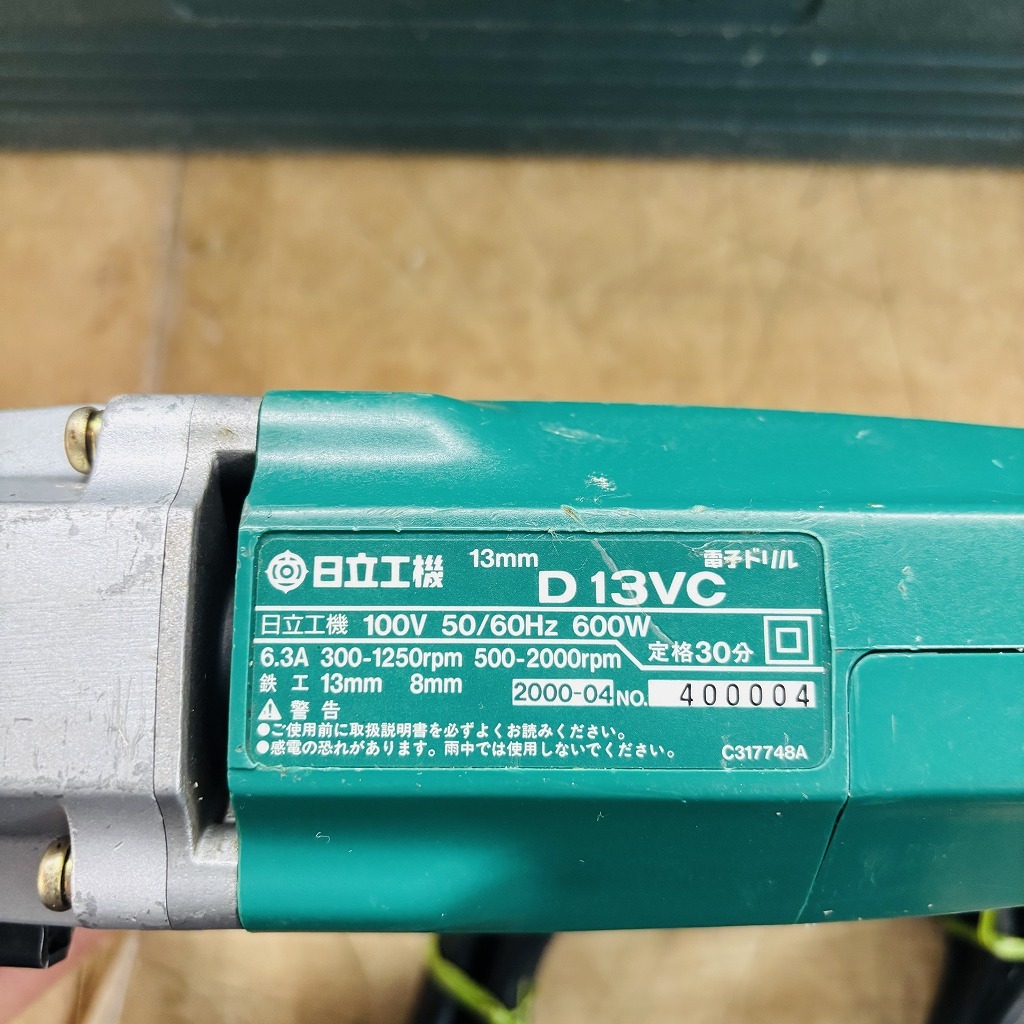 日立工機 13mm D13VC 電子ドリル
日立工機 100V 50/60Hz 600W
6.3A 300-1250rpm 500-2000rpm 定格30分
鉄工 13mm 8mm 2000-04 NO. 400004
警告
●ご使用前に取扱説明書を必ずよくお読みください。
●感電の恐れがあります。雨中では使用しないでください。 C317748A